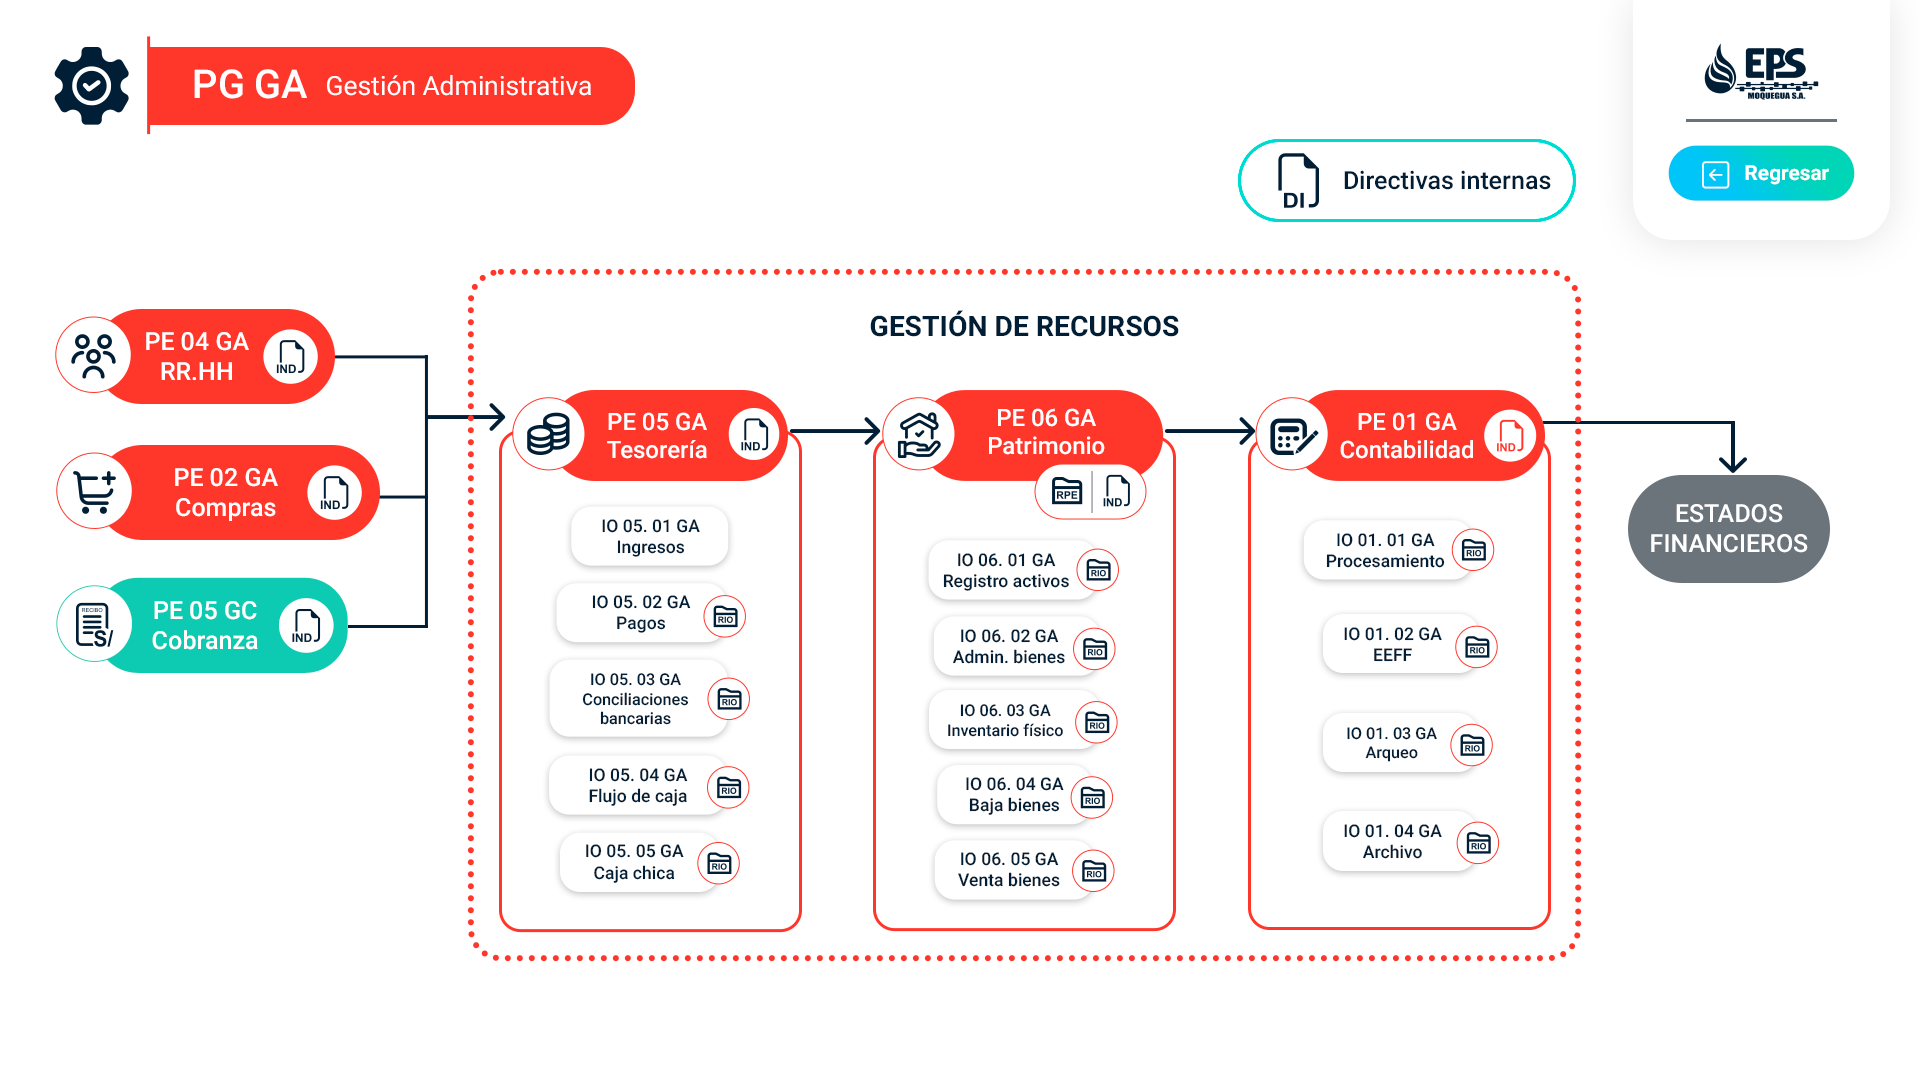 PG GA Gestión Administrativa
EPS
MOQUEGUA S.A.
Regresar
DI
Directivas internas
GESTIÓN DE RECURSOS
PE 04 GA
RR.HH
IND
PE 02 GA
Compras
IND
RECIBO
S/
PE 05 GC
Cobranza
IND
PE 05 GA
Tesorería
IND
IO 05. 01 GA
Ingresos
IO 05. 02 GA
Pagos
RIO
IO 05. 03 GA
Conciliaciones
bancarias
RIO
IO 05. 04 GA
Flujo de caja
RIO
IO 05. 05 GA
Caja chica
RIO
PE 06 GA
Patrimonio
RPE
IND
IO 06. 01 GA
Registro activos
RIO
IO 06. 02 GA
Admin. bienes
RIO
IO 06. 03 GA
Inventario físico
RIO
IO 06. 04 GA
Baja bienes
RIO
IO 06. 05 GA
Venta bienes
RIO
PE 01 GA
Contabilidad
IND
IO 01. 01 GA
Procesamiento
RIO
IO 01. 02 GA
EEFF
RIO
IO 01. 03 GA
Arqueo
RIO
IO 01. 04 GA
Archivo
RIO
ESTADOS
FINANCIEROS